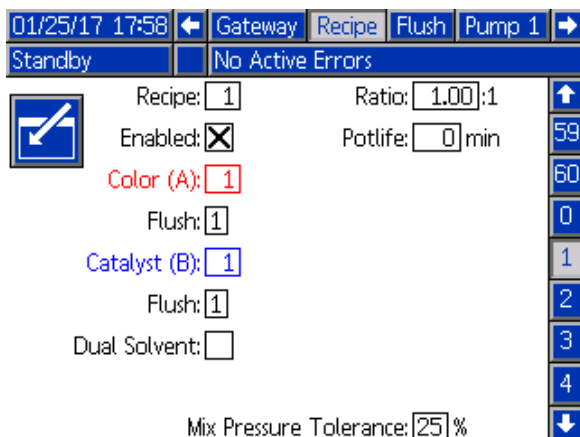 01/25/17 17:58 Gateway Recipe Flush Pump 1
Standby No Active Errors
Recipe: 1 Ratio: 1.00:1
Enabled: Potlife: 0 min
59
Color (A): 1
60
Flush: 1
0
Catalyst (B): 1
1
Flush: 1
2
Dual Solvent:
3
4
Mix Pressure Tolerance: 25 %